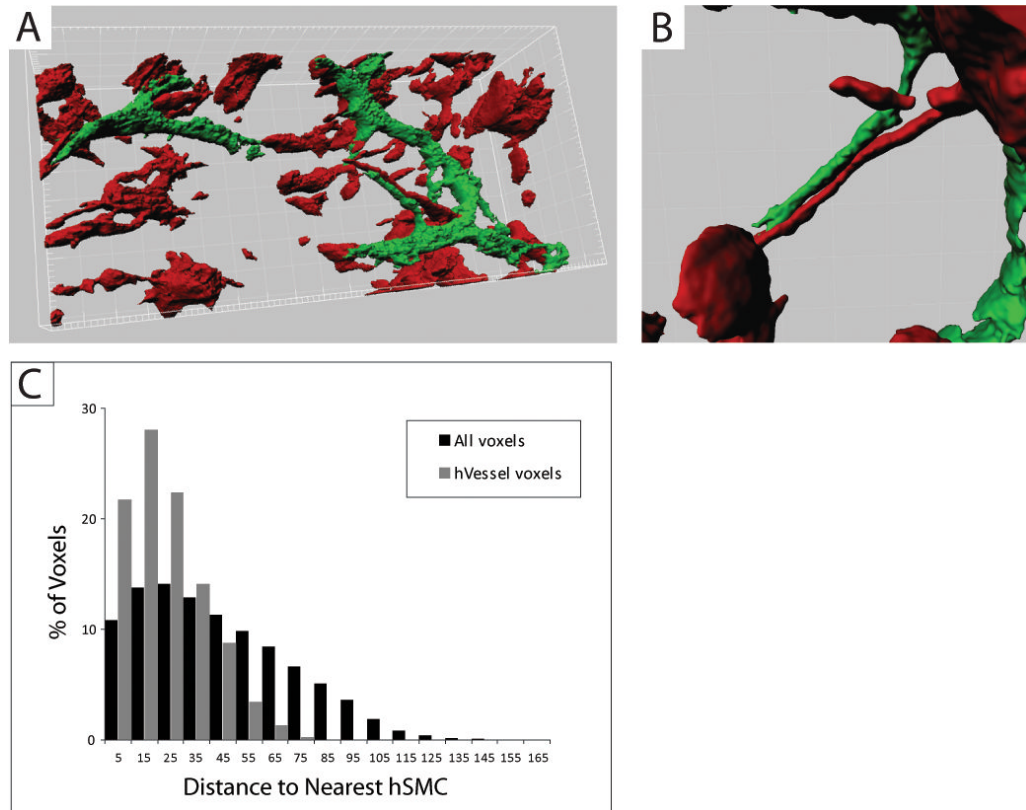 A
B
C
30
20
10
0
% of Voxels
All voxels
hVessel voxels
5 15 25 35 45 55 65 75 85 95 105 115 125 135 145 155 165
Distance to Nearest hSMC